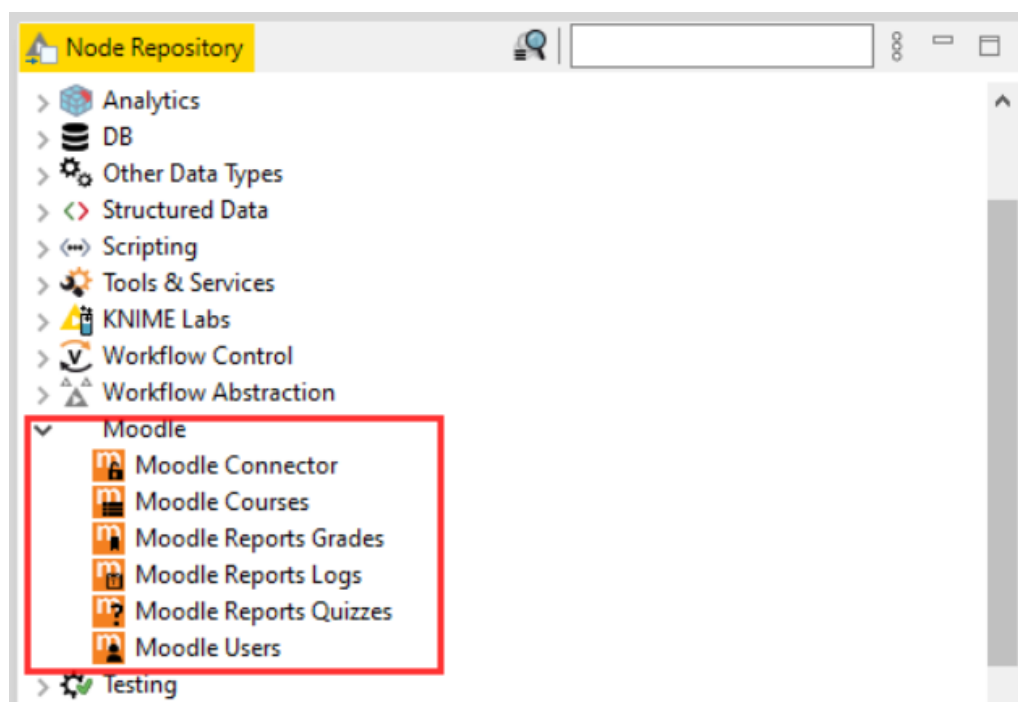 Node Repository
Analytics
DB
Other Data Types
Structured Data
Scripting
Tools & Services
KNIME Labs
Workflow Control
Workflow Abstraction
Moodle
Moodle Connector
Moodle Courses
Moodle Reports Grades
Moodle Reports Logs
Moodle Reports Quizzes
Moodle Users
Testing